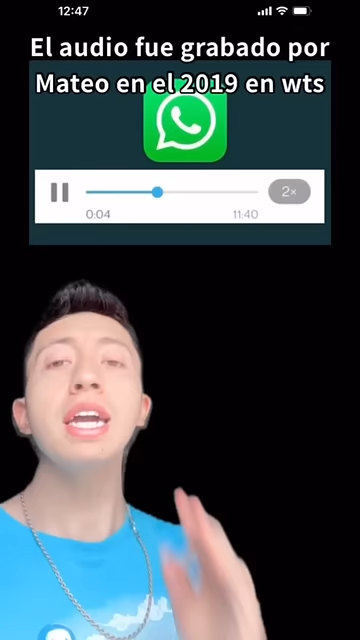 12:47
El audio fue grabado por
Mateo en el 2019 en wts
2×
0:04
11:40